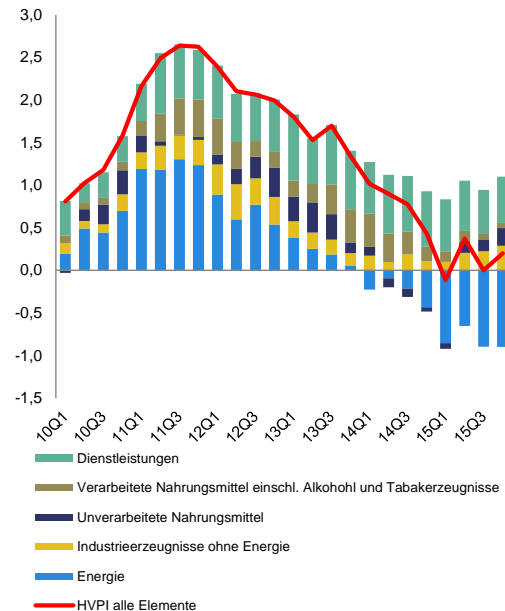 3,0
2,5
2,0
1,5
1,0
0,5
0,0
-0,5
-1,0
-1,5
10Q1 10Q3 11Q1 11Q3 12Q1 12Q3 13Q1 13Q3 14Q1 14Q3 15Q1 15Q3
Dienstleistungen
Verarbeitete Nahrungsmittel einschl. Alkohohl und Tabakerzeugnisse
Unverarbeitete Nahrungsmittel
Industrieerzeugnisse ohne Energie
Energie
HVPI alle Elemente